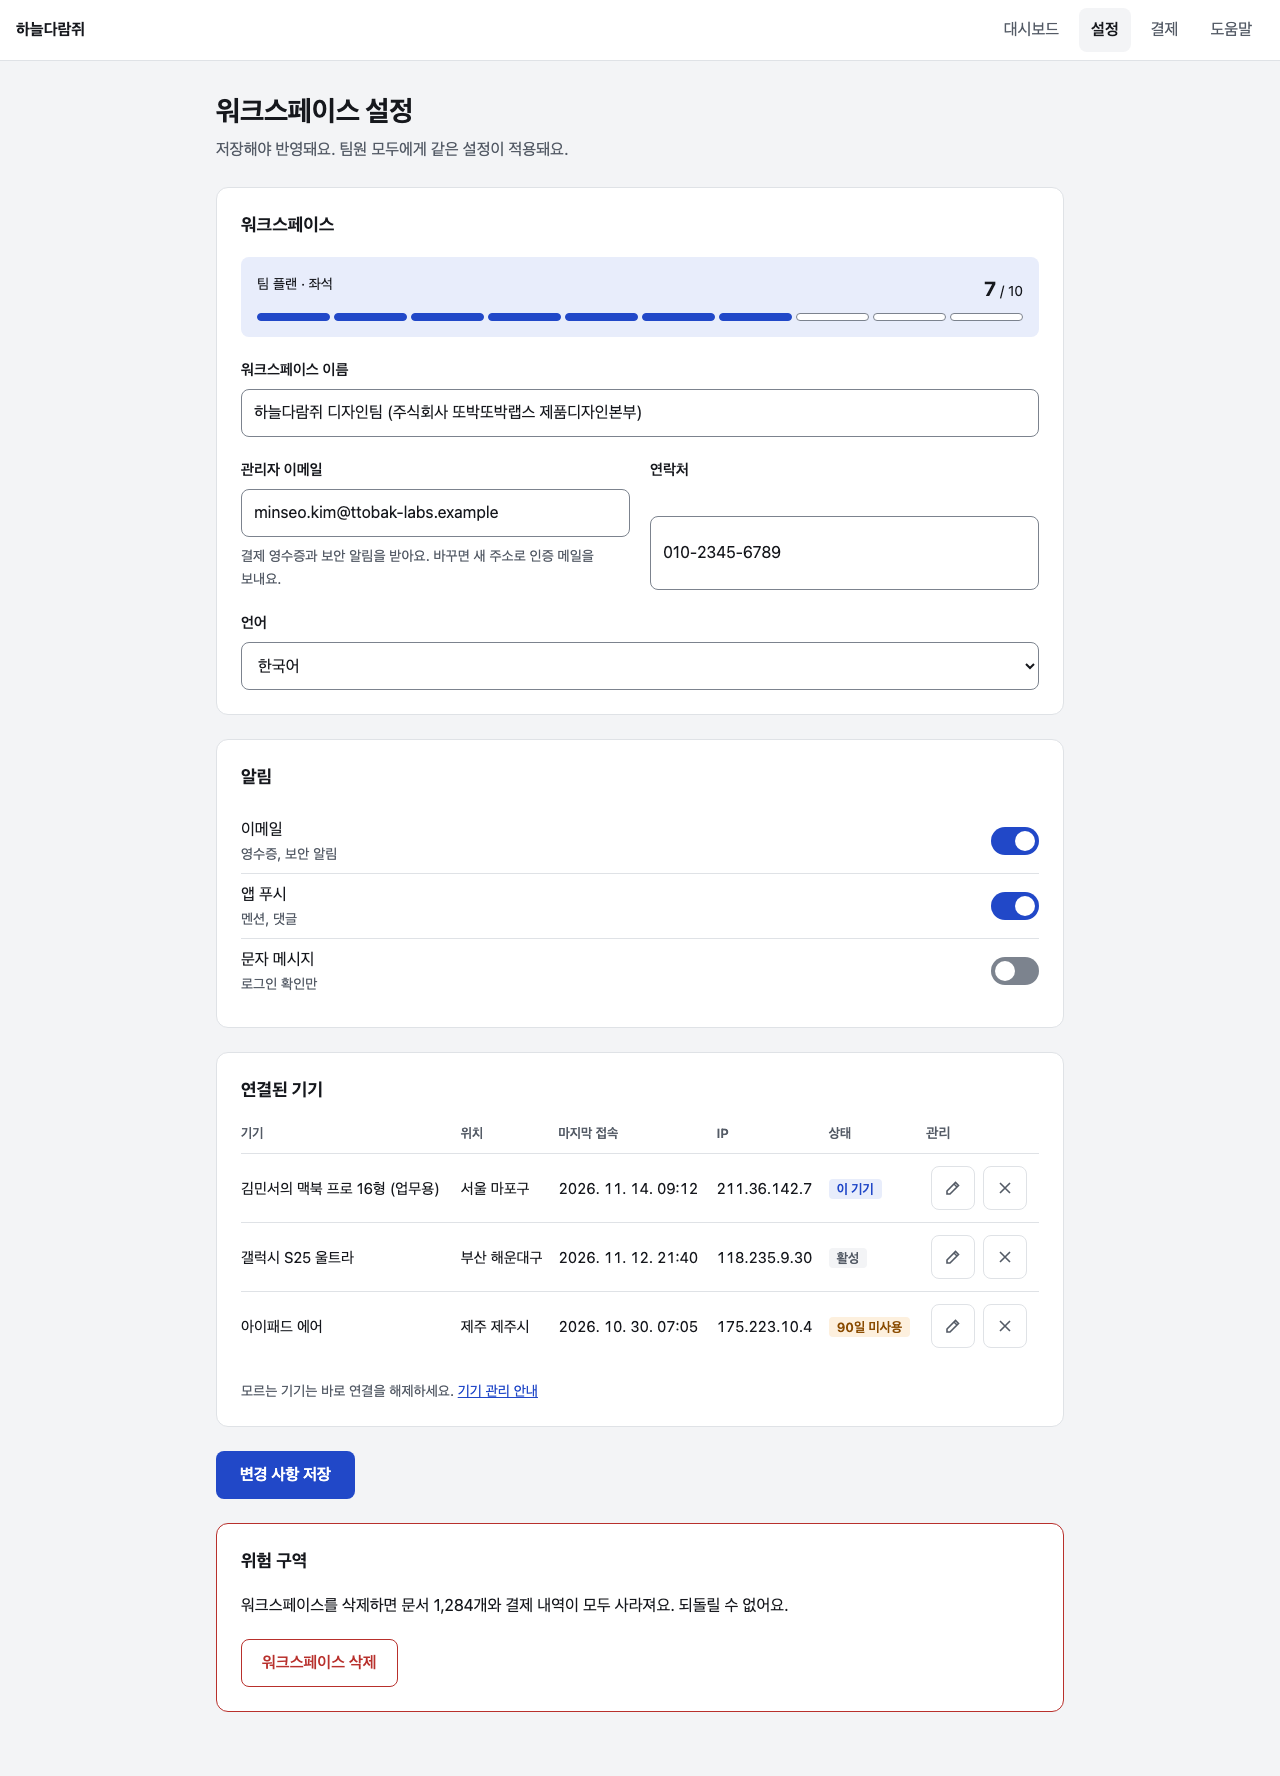 하늘다람쥐
대시보드 설정 결제 도움말
워크스페이스 설정
저장해야 반영돼요. 팀원 모두에게 같은 설정이 적용돼요.
워크스페이스
팀 플랜 · 좌석 7 / 10
워크스페이스 이름
하늘다람쥐 디자인팀 (주식회사 또박또박랩스 제품디자인본부)
관리자 이메일
minseo.kim@ttobak-labs.example
결제 영수증과 보안 알림을 받아요. 바꾸면 새 주소로 인증 메일을
보내요.
연락처
010-2345-6789
언어
한국어
알림
이메일
영수증, 보안 알림
앱 푸시
멘션, 댓글
문자 메시지
로그인 확인만
연결된 기기
기기 위치 마지막 접속 IP 상태 관리
김민서의 맥북 프로 16형 (업무용) 서울 마포구 2026. 11. 14. 09:12 211.36.142.7 이 기기
갤럭시 S25 울트라 부산 해운대구 2026. 11. 12. 21:40 118.235.9.30 활성
아이패드 에어 제주 제주시 2026. 10. 30. 07:05 175.223.10.4 90일 미사용
모르는 기기는 바로 연결을 해제하세요. 기기 관리 안내
변경 사항 저장
위험 구역
워크스페이스를 삭제하면 문서 1,284개와 결제 내역이 모두 사라져요. 되돌릴 수 없어요.
워크스페이스 삭제